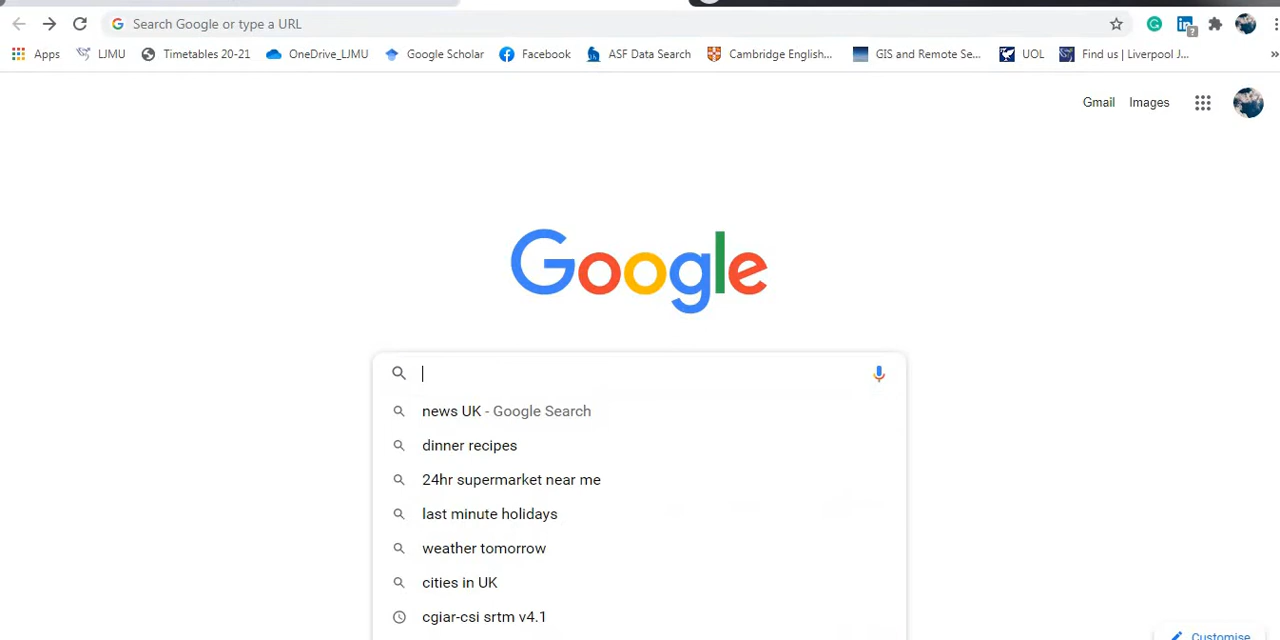 Search Google or type a URL
Apps LJMU Timetables 20-21 OneDrive_LJMU Google Scholar Facebook ASF Data Search Cambridge English... GIS and Remote Se... UOL Find us | Liverpool J... »
Gmail Images
Google
news UK - Google Search
dinner recipes
24hr supermarket near me
last minute holidays
weather tomorrow
cities in UK
cgiar-csi srtm v4.1
Customise